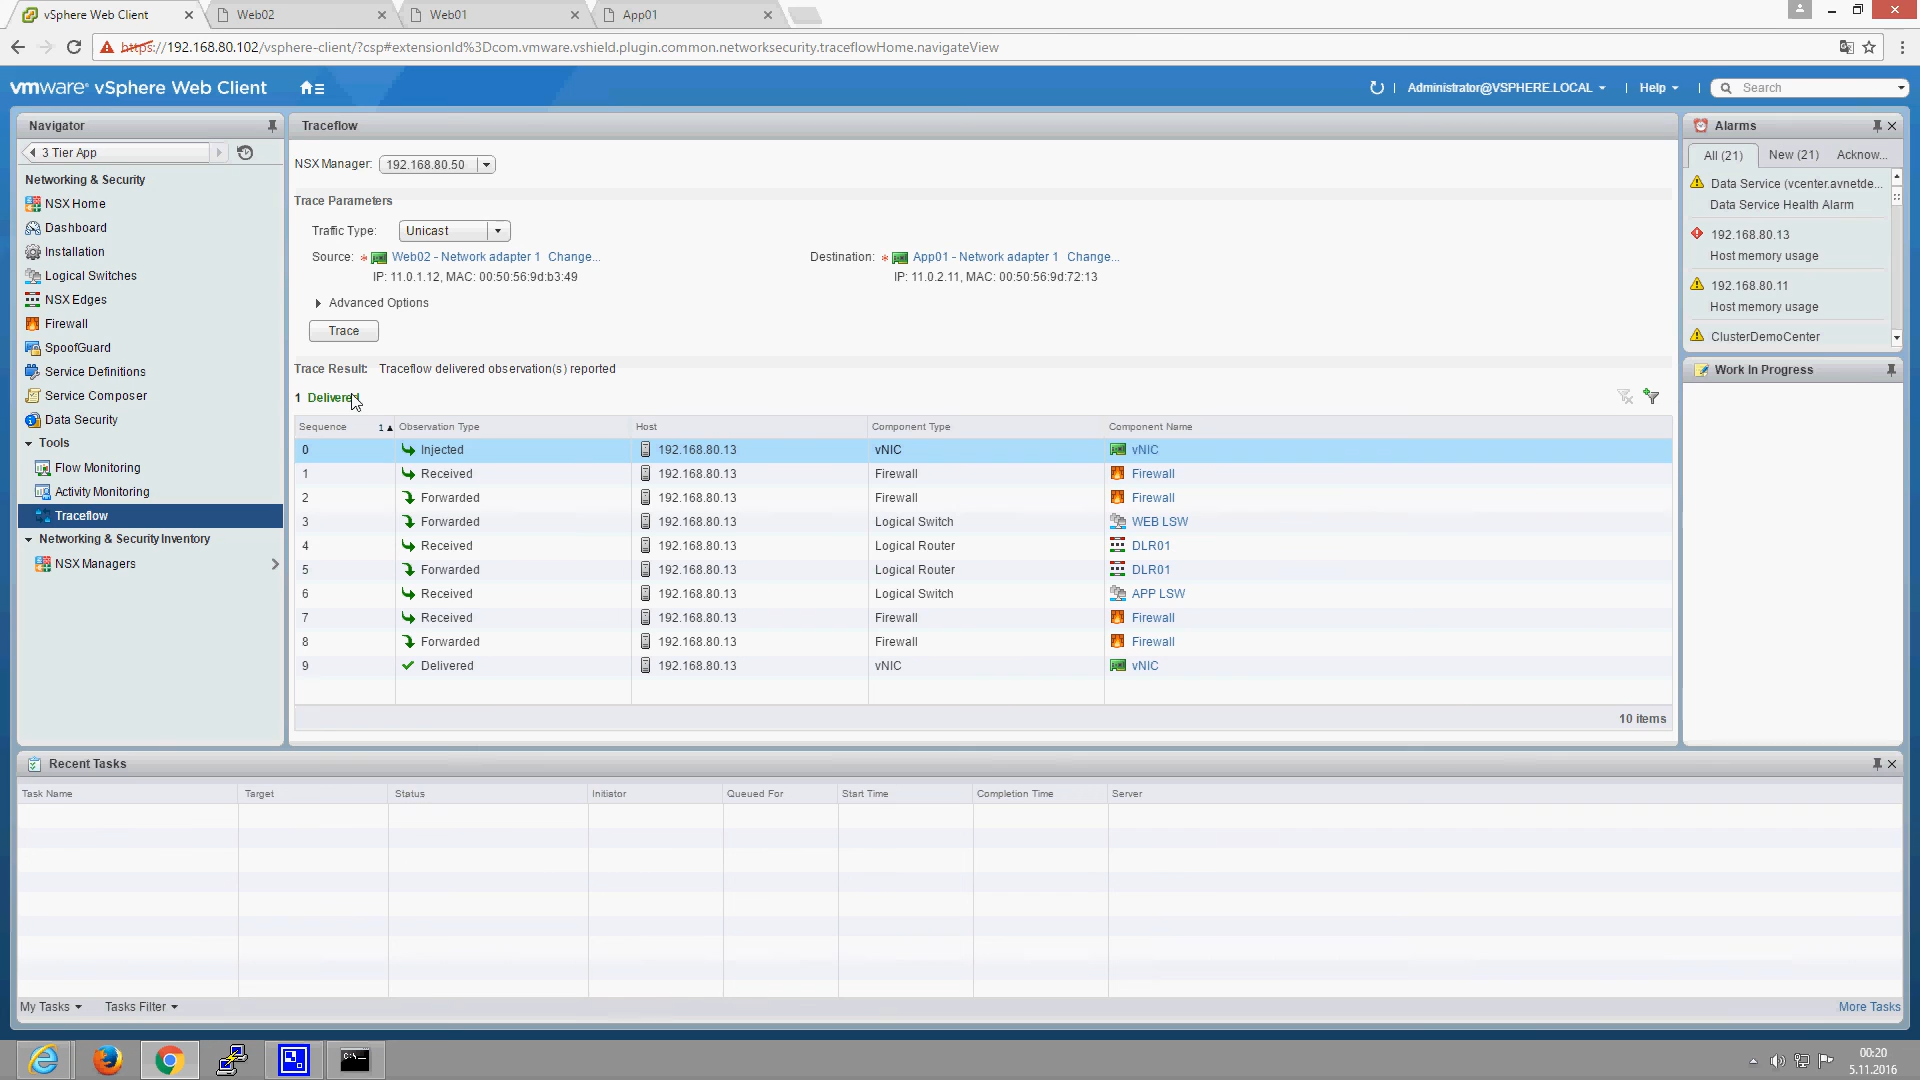 vSphere Web Client
Web02
Web01
App01
https://192.168.80.102/vsphere-client/?csp#extensionId%3Dcom.vmware.vshield.plugin.common.networksecurity.traceflowHome.navigateView
vmware® vSphere Web Client
Administrator@VSPHERE.LOCAL
Help
Search
Navigator
3 Tier App
Networking & Security
NSX Home
Dashboard
Installation
Logical Switches
NSX Edges
Firewall
SpoofGuard
Service Definitions
Service Composer
Data Security
Tools
Flow Monitoring
Activity Monitoring
Traceflow
Networking & Security Inventory
NSX Managers
Traceflow
NSX Manager: 192.168.80.50
Trace Parameters
Traffic Type: Unicast
Source: * Web02 - Network adapter 1 Change...
IP: 11.0.1.12, MAC: 00:50:56:9d:b3:49
Destination: * App01 - Network adapter 1 Change...
IP: 11.0.2.11, MAC: 00:50:56:9d:72:13
Advanced Options
Trace
Trace Result: Traceflow delivered observation(s) reported
1 Delivered
Sequence 1 Observation Type Host Component Type Component Name
0 Injected 192.168.80.13 vNIC vNIC
1 Received 192.168.80.13 Firewall Firewall
2 Forwarded 192.168.80.13 Firewall Firewall
3 Forwarded 192.168.80.13 Logical Switch WEB LSW
4 Received 192.168.80.13 Logical Router DLR01
5 Forwarded 192.168.80.13 Logical Router DLR01
6 Received 192.168.80.13 Logical Switch APP LSW
7 Received 192.168.80.13 Firewall Firewall
8 Forwarded 192.168.80.13 Firewall Firewall
9 Delivered 192.168.80.13 vNIC vNIC
10 items
Alarms
All (21) New (21) Acknow...
Data Service (vcenter.avnetde...
Data Service Health Alarm
192.168.80.13
Host memory usage
192.168.80.11
Host memory usage
ClusterDemoCenter
Work In Progress
Recent Tasks
Task Name Target Status Initiator Queued For Start Time Completion Time Server
My Tasks Tasks Filter
More Tasks
C:\
00:20
5.11.2016